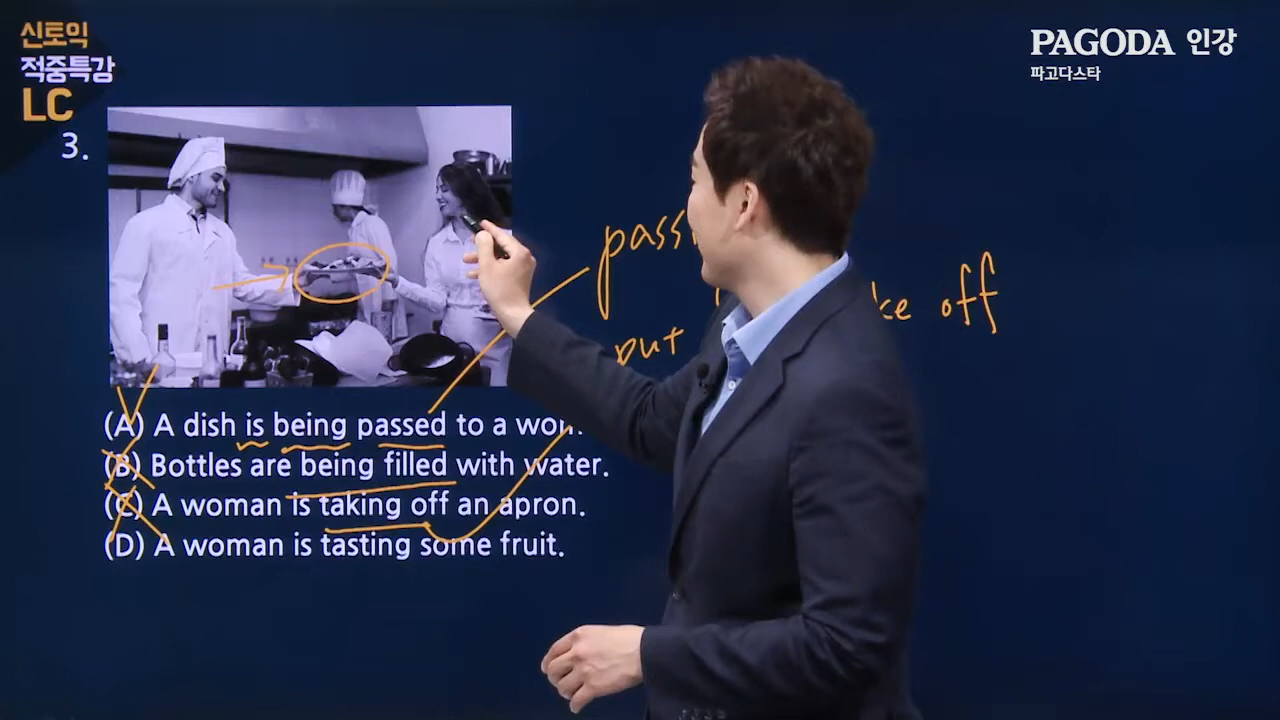 신토익
적중특강
LC
PAGODA 인강
파고다스타
3.
off
put
(A) A dish is being passed to a
(B) Bottles are being filled with water.
(C) A woman is taking off an apron.
(D) A woman is tasting some fruit.